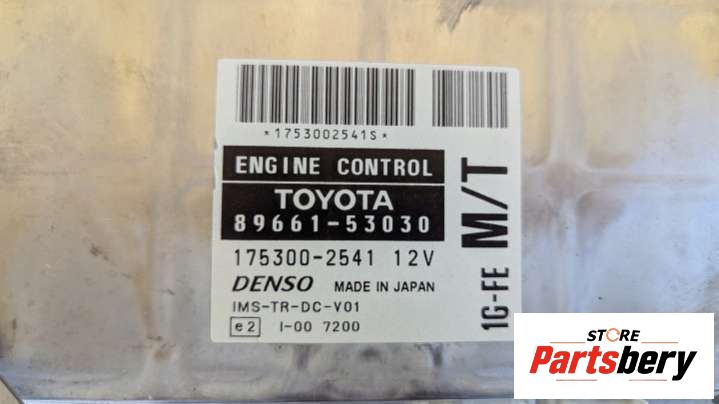 *1753002541S*
ENGINE CONTROL
TOYOTA
89661-53030
175300-2541 12V
DENSO MADE IN JAPAN
IMS-TR-DC-V01
e2 I-00 7200
M/T
1G-FE
STORE
Partsbery